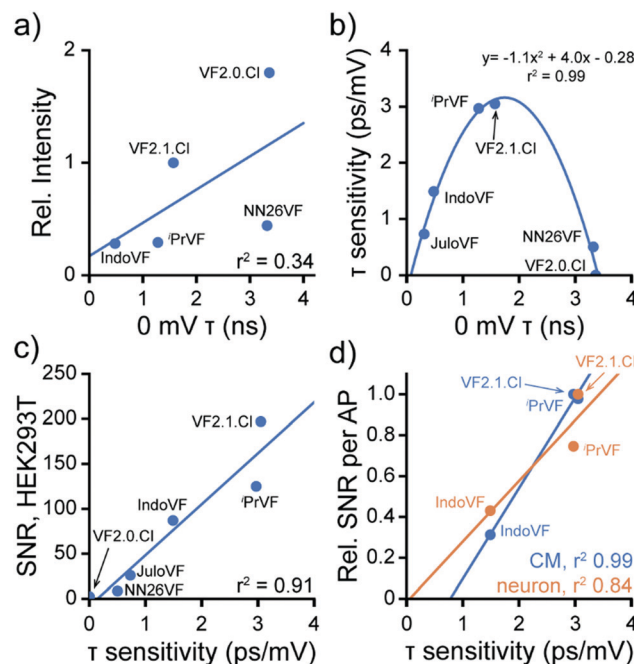 a)
Rel. Intensity
2
1
0
VF2.0.Cl
VF2.1.Cl
NN26VF
IndoVF
ⁱPrVF
r² = 0.34
0 1 2 3 4
0 mV τ (ns)
b)
τ sensitivity (ps/mV)
4
3
2
1
0
y= -1.1x² + 4.0x - 0.28
r² = 0.99
ⁱPrVF
VF2.1.Cl
IndoVF
JuloVF
NN26VF
VF2.0.Cl
0 1 2 3 4
0 mV τ (ns)
c)
SNR, HEK293T
250
200
150
100
50
0
VF2.1.Cl
ⁱPrVF
IndoVF
VF2.0.Cl
JuloVF
NN26VF
r² = 0.91
0 1 2 3 4
τ sensitivity (ps/mV)
d)
Rel. SNR per AP
1.0
0.8
0.6
0.4
0.2
0
VF2.1.Cl
VF2.1.Cl
ⁱPrVF
ⁱPrVF
IndoVF
IndoVF
CM, r² 0.99
neuron, r² 0.84
0 1 2 3 4
τ sensitivity (ps/mV)